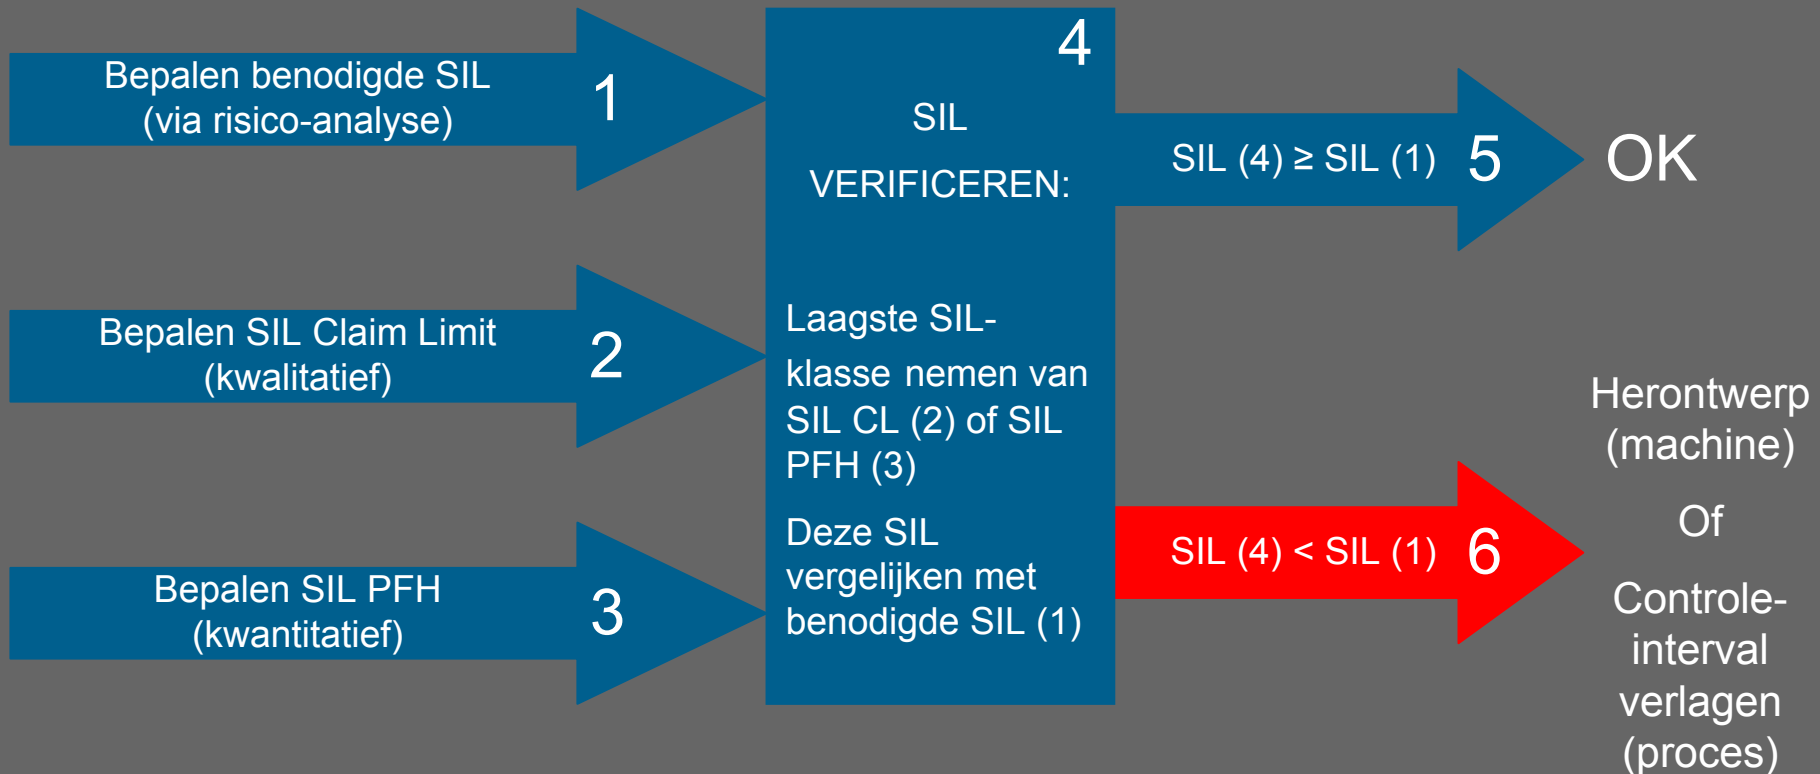 Bepalen benodigde SIL
(via risico-analyse)
1
Bepalen SIL Claim Limit
(kwalitatief)
2
Bepalen SIL PFH
(kwantitatief)
3
4
SIL
VERIFICEREN:
Laagste SIL-
klasse nemen van
SIL CL (2) of SIL
PFH (3)
Deze SIL
vergelijken met
benodigde SIL (1)
SIL (4) ≥ SIL (1)
5
OK
SIL (4) < SIL (1)
6
Herontwerp
(machine)
Of
Controle-
interval
verlagen
(proces)